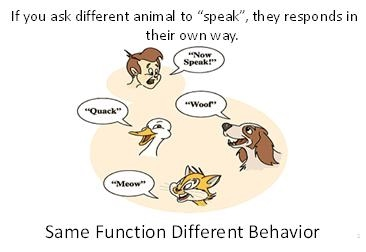 If you ask different animal to “speak”, they responds in
their own way.
“Now
Speak!”
“Quack”
“Woof”
“Meow”
Same Function Different Behavior